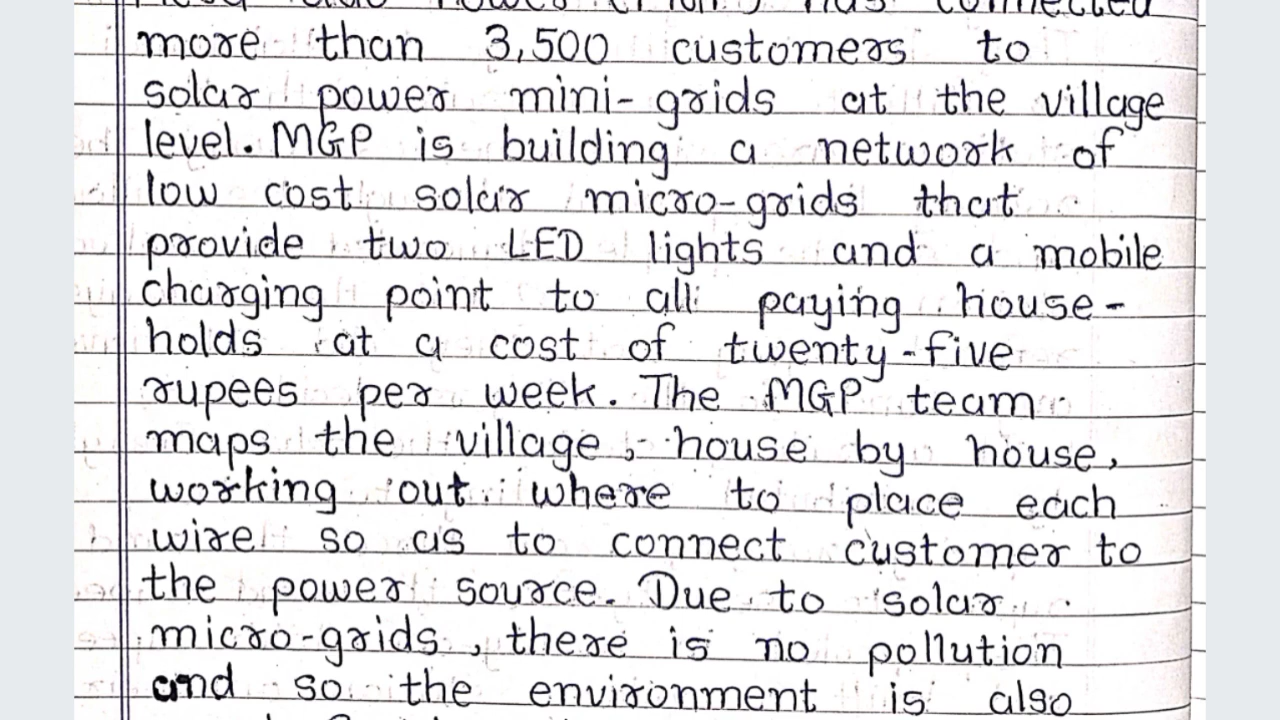 connected
more than 3,500 customers to
solar power mini-grids at the village
level. MGP is building a network of
low cost solar micro-grids that
provide two LED lights and a mobile
charging point to all paying house-
holds at a cost of twenty-five
rupees per week. The MGP team
maps the village, house by house,
working out where to place each
wire so as to connect customer to
the power source. Due to solar
micro-grids, there is no pollution
and so the environment is also